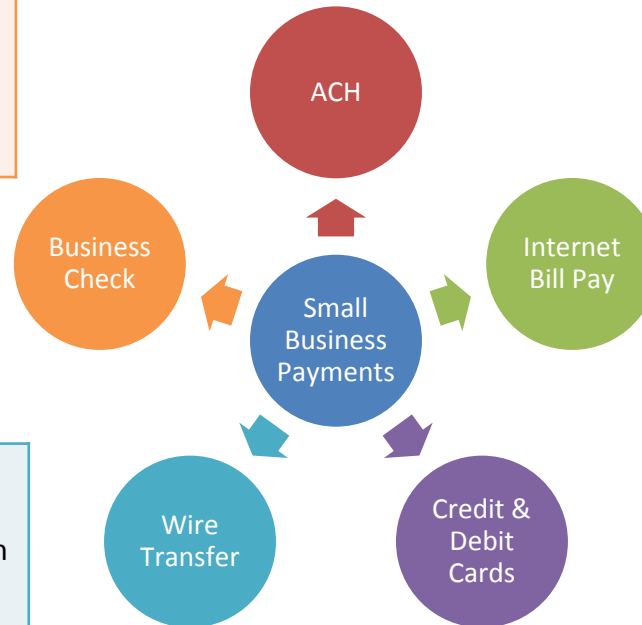 ACH
Business
Check
Internet
Bill Pay
Small
Business
Payments
Wire
Transfer
Credit &
Debit
Cards